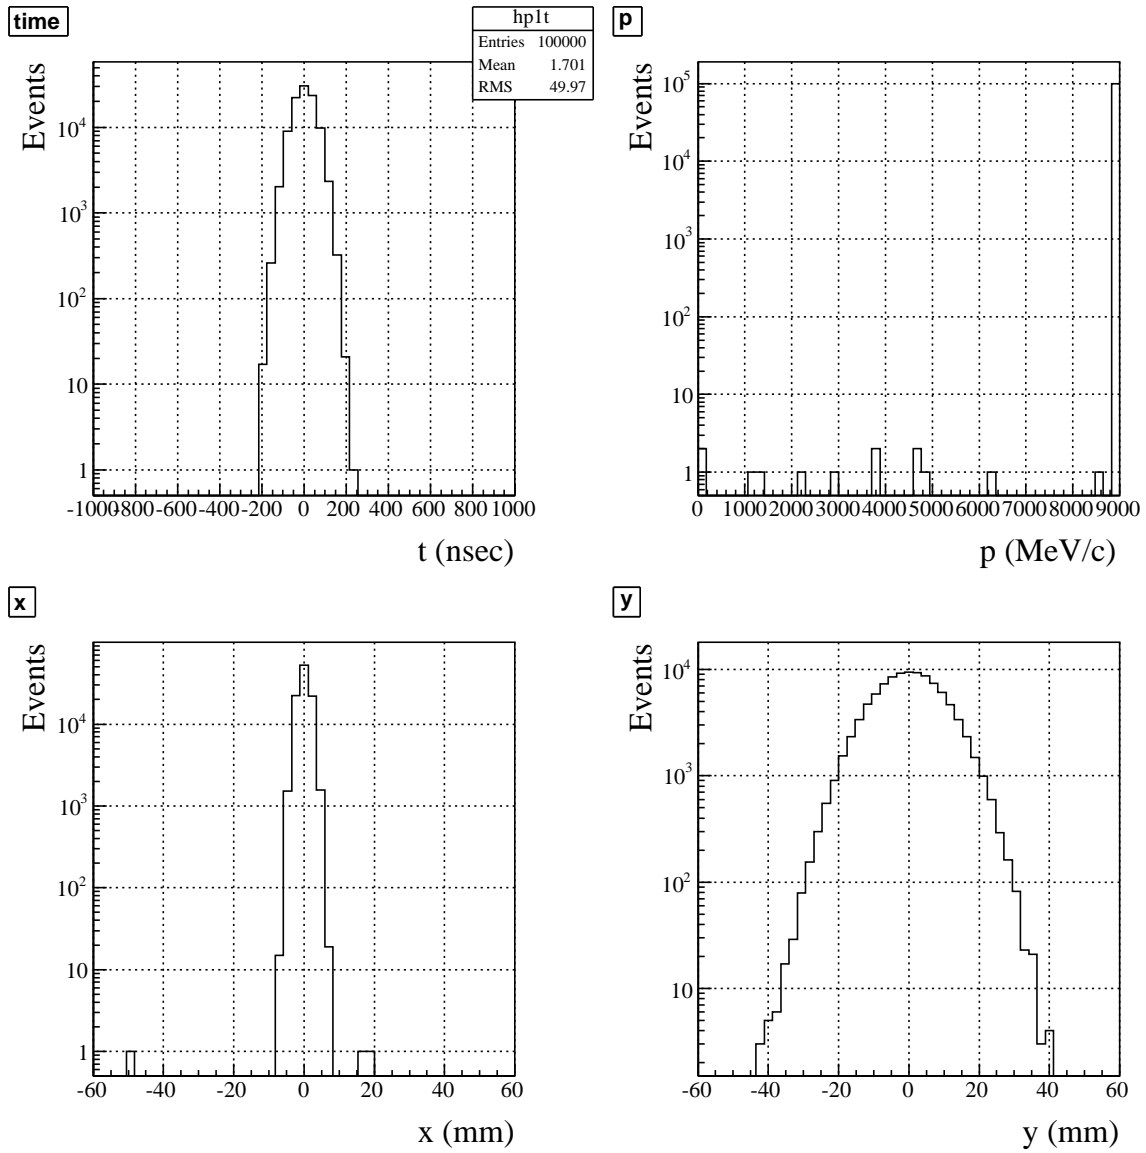 time
hp1t
Entries 100000
Mean 1.701
RMS 49.97
Events
10^4
10^3
10^2
10
1
-1000 -800 -600 -400 -200 0 200 400 600 800 1000
t (nsec)
p
Events
10^5
10^4
10^3
10^2
10
1
0 1000 2000 3000 4000 5000 6000 7000 8000 9000
p (MeV/c)
x
Events
10^4
10^3
10^2
10
1
-60 -40 -20 0 20 40 60
x (mm)
y
Events
10^4
10^3
10^2
10
-60 -40 -20 0 20 40 60
y (mm)